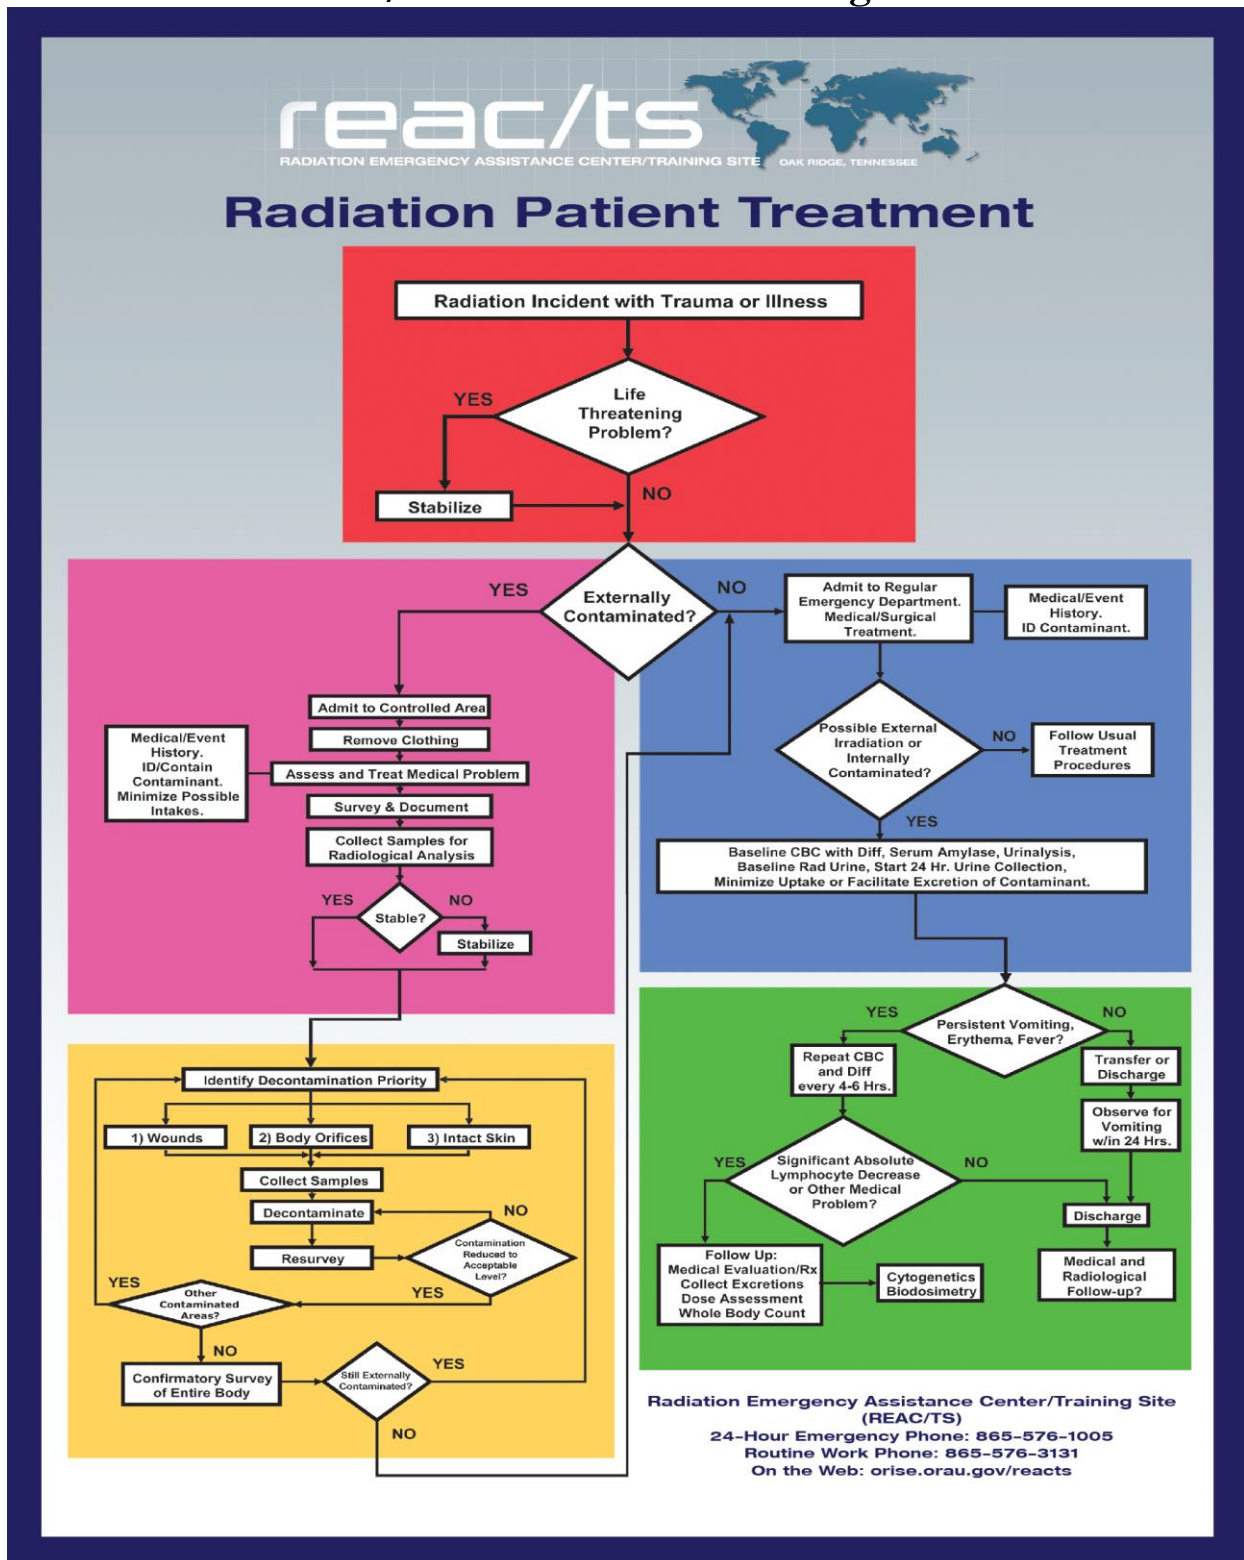 reac/ts
RADIATION EMERGENCY ASSISTANCE CENTER/TRAINING SITE OAK RIDGE, TENNESSEE
Radiation Patient Treatment
Radiation Incident with Trauma or Illness
Life
Threatening
Problem?
YES
NO
Stabilize
Externally
Contaminated?
YES
NO
Admit to Controlled Area
Remove Clothing
Assess and Treat Medical Problem
Medical/Event
History.
ID/Contain
Contaminant.
Minimize Possible
Intakes.
Survey & Document
Collect Samples for
Radiological Analysis
Stable?
YES
NO
Stabilize
Identify Decontamination Priority
1) Wounds
2) Body Orifices
3) Intact Skin
Collect Samples
Decontaminate
Resurvey
Contamination
Reduced to
Acceptable
Level?
NO
YES
Other
Contaminated
Areas?
YES
NO
Confirmatory Survey
of Entire Body
Still Externally
Contaminated?
YES
NO
Admit to Regular
Emergency Department.
Medical/Surgical
Treatment.
Medical/Event
History.
ID Contaminant.
Possible External
Irradiation or
Internally
Contaminated?
NO
Follow Usual
Treatment
Procedures
YES
Baseline CBC with Diff, Serum Amylase, Urinalysis,
Baseline Rad Urine, Start 24 Hr. Urine Collection,
Minimize Uptake or Facilitate Excretion of Contaminant.
Persistent Vomiting,
Erythema, Fever?
YES
NO
Repeat CBC
and Diff
every 4-6 Hrs.
Transfer or
Discharge
Observe for
Vomiting
w/in 24 Hrs.
Significant Absolute
Lymphocyte Decrease
or Other Medical
Problem?
YES
NO
Discharge
Follow Up:
Medical Evaluation/Rx
Collect Excretions
Dose Assessment
Whole Body Count
Cytogenetics
Biodosimetry
Medical and
Radiological
Follow-up?
Radiation Emergency Assistance Center/Training Site
(REAC/TS)
24-Hour Emergency Phone: 865-576-1005
Routine Work Phone: 865-576-3131
On the Web: orise.orau.gov/reacts